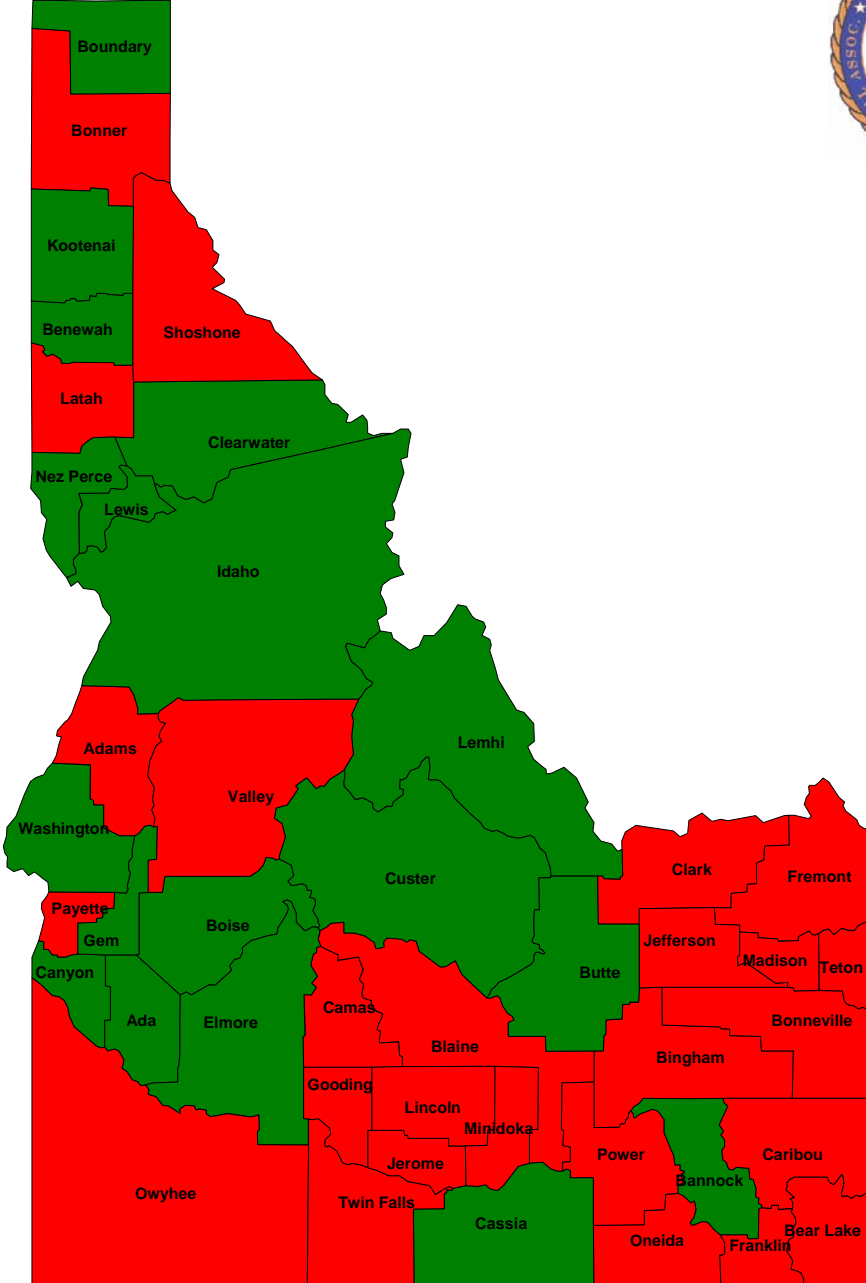 Boundary
Bonner
Kootenai
Shoshone
Benewah
Latah
Clearwater
Nez Perce
Lewis
Idaho
Lemhi
Adams
Valley
Washington
Custer
Clark
Fremont
Payette
Boise
Gem
Jefferson
Madison
Teton
Canyon
Butte
Camas
Ada
Elmore
Bonneville
Blaine
Bingham
Gooding
Lincoln
Minidoka
Power
Caribou
Jerome
Bannock
Owyhee
Twin Falls
Cassia
Oneida
Franklin
Bear Lake
ASSOC.